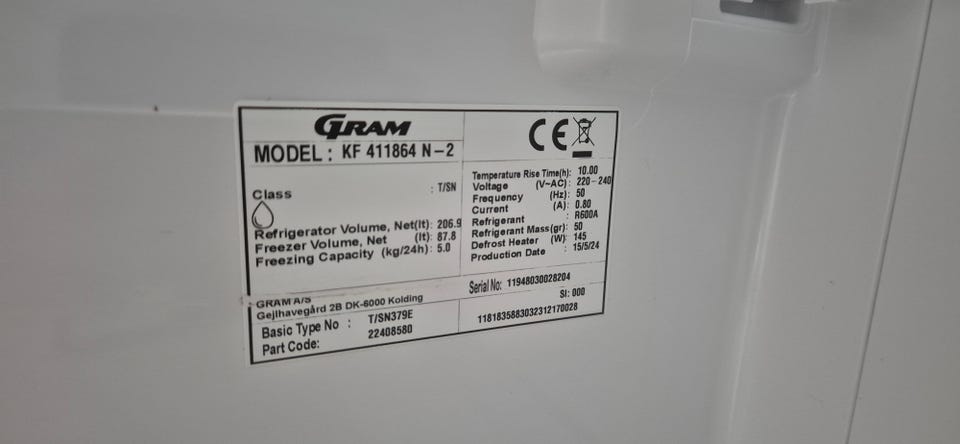 GRAM
MODEL: KF 411864 N-2
CE
Class : T/SN
Refrigerator Volume, Net(lt): 206.9
Freezer Volume, Net (lt): 87.8
Freezing Capacity (kg/24h): 5.0
Temperature Rise Time(h): 10.00
Voltage (V~AC): 220-240
Frequency (Hz): 50
Current (A): 0.80
Refrigerant : R600A
Refrigerant Mass(gr): 50
Defrost Heater (W): 145
Production Date : 15/5/24
GRAM A/S
Gejlhavegård 2B DK-6000 Kolding
Serial No: 11948030028204
SI: 000
Basic Type No : T/SN379E
Part Code: 22408580
1181835883032312170028